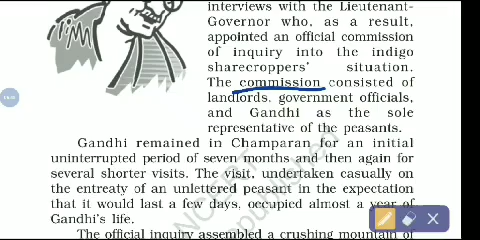 interviews with the Lieutenant-
Governor who, as a result,
appointed an official commission
of inquiry into the indigo
sharecroppers' situation.
The commission consisted of
landlords, government officials,
and Gandhi as the sole
representative of the peasants.
Gandhi remained in Champaran for an initial
uninterrupted period of seven months and then again for
several shorter visits. The visit, undertaken casually on
the entreaty of an unlettered peasant in the expectation
that it would last a few days, occupied almost a year of
Gandhi's life.
The official inquiry assembled a crushing mountain of